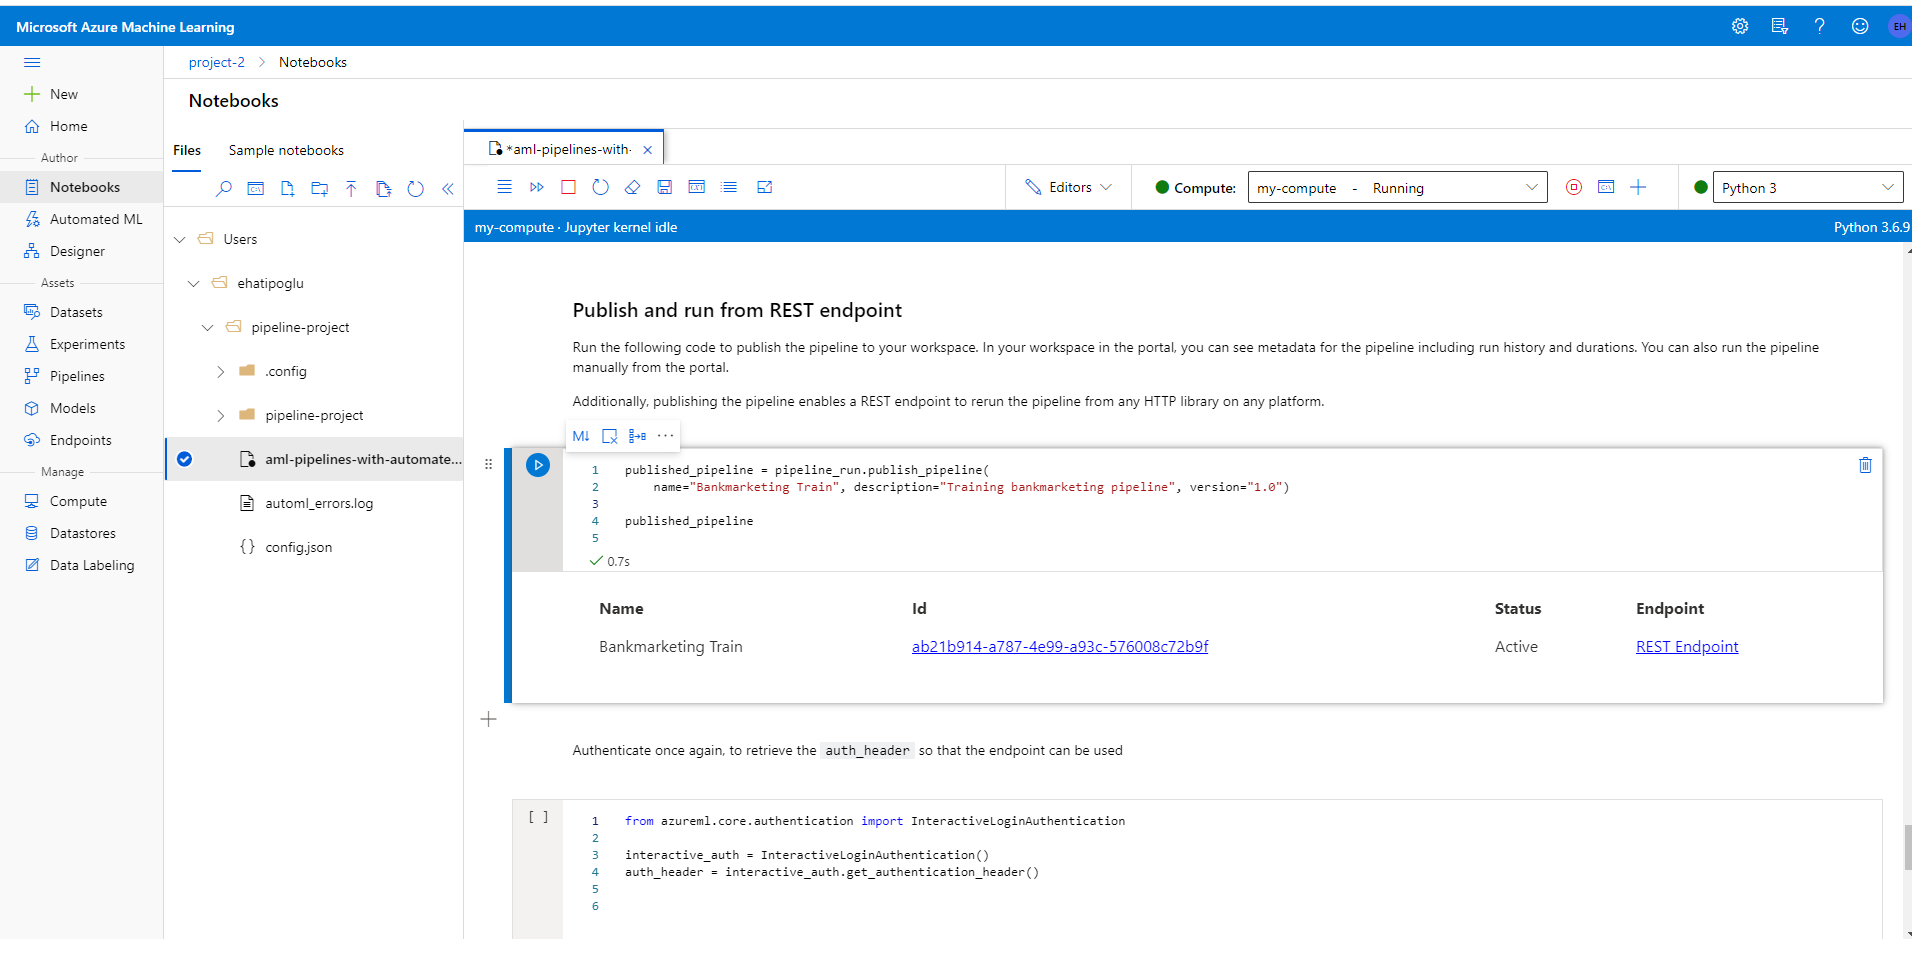 Microsoft Azure Machine Learning
EH
New
Home
Author
Notebooks
Automated ML
Designer
Assets
Datasets
Experiments
Pipelines
Models
Endpoints
Manage
Compute
Datastores
Data Labeling
project-2 > Notebooks
Notebooks
Files Sample notebooks
Users
ehatipoglu
pipeline-project
.config
pipeline-project
aml-pipelines-with-automate...
automl_errors.log
{} config.json
*aml-pipelines-with-
Editors
Compute: my-compute - Running
Python 3
my-compute · Jupyter kernel idle
Python 3.6.9
Publish and run from REST endpoint
Run the following code to publish the pipeline to your workspace. In your workspace in the portal, you can see metadata for the pipeline including run history and durations. You can also run the pipeline
manually from the portal.
Additionally, publishing the pipeline enables a REST endpoint to rerun the pipeline from any HTTP library on any platform.
M↓ ...
1 published_pipeline = pipeline_run.publish_pipeline(
2 name="Bankmarketing Train", description="Training bankmarketing pipeline", version="1.0")
3
4 published_pipeline
5
0.7s
Name Id Status Endpoint
Bankmarketing Train ab21b914-a787-4e99-a93c-576008c72b9f Active REST Endpoint
Authenticate once again, to retrieve the auth_header so that the endpoint can be used
[ ]
1 from azureml.core.authentication import InteractiveLoginAuthentication
2
3 interactive_auth = InteractiveLoginAuthentication()
4 auth_header = interactive_auth.get_authentication_header()
5
6